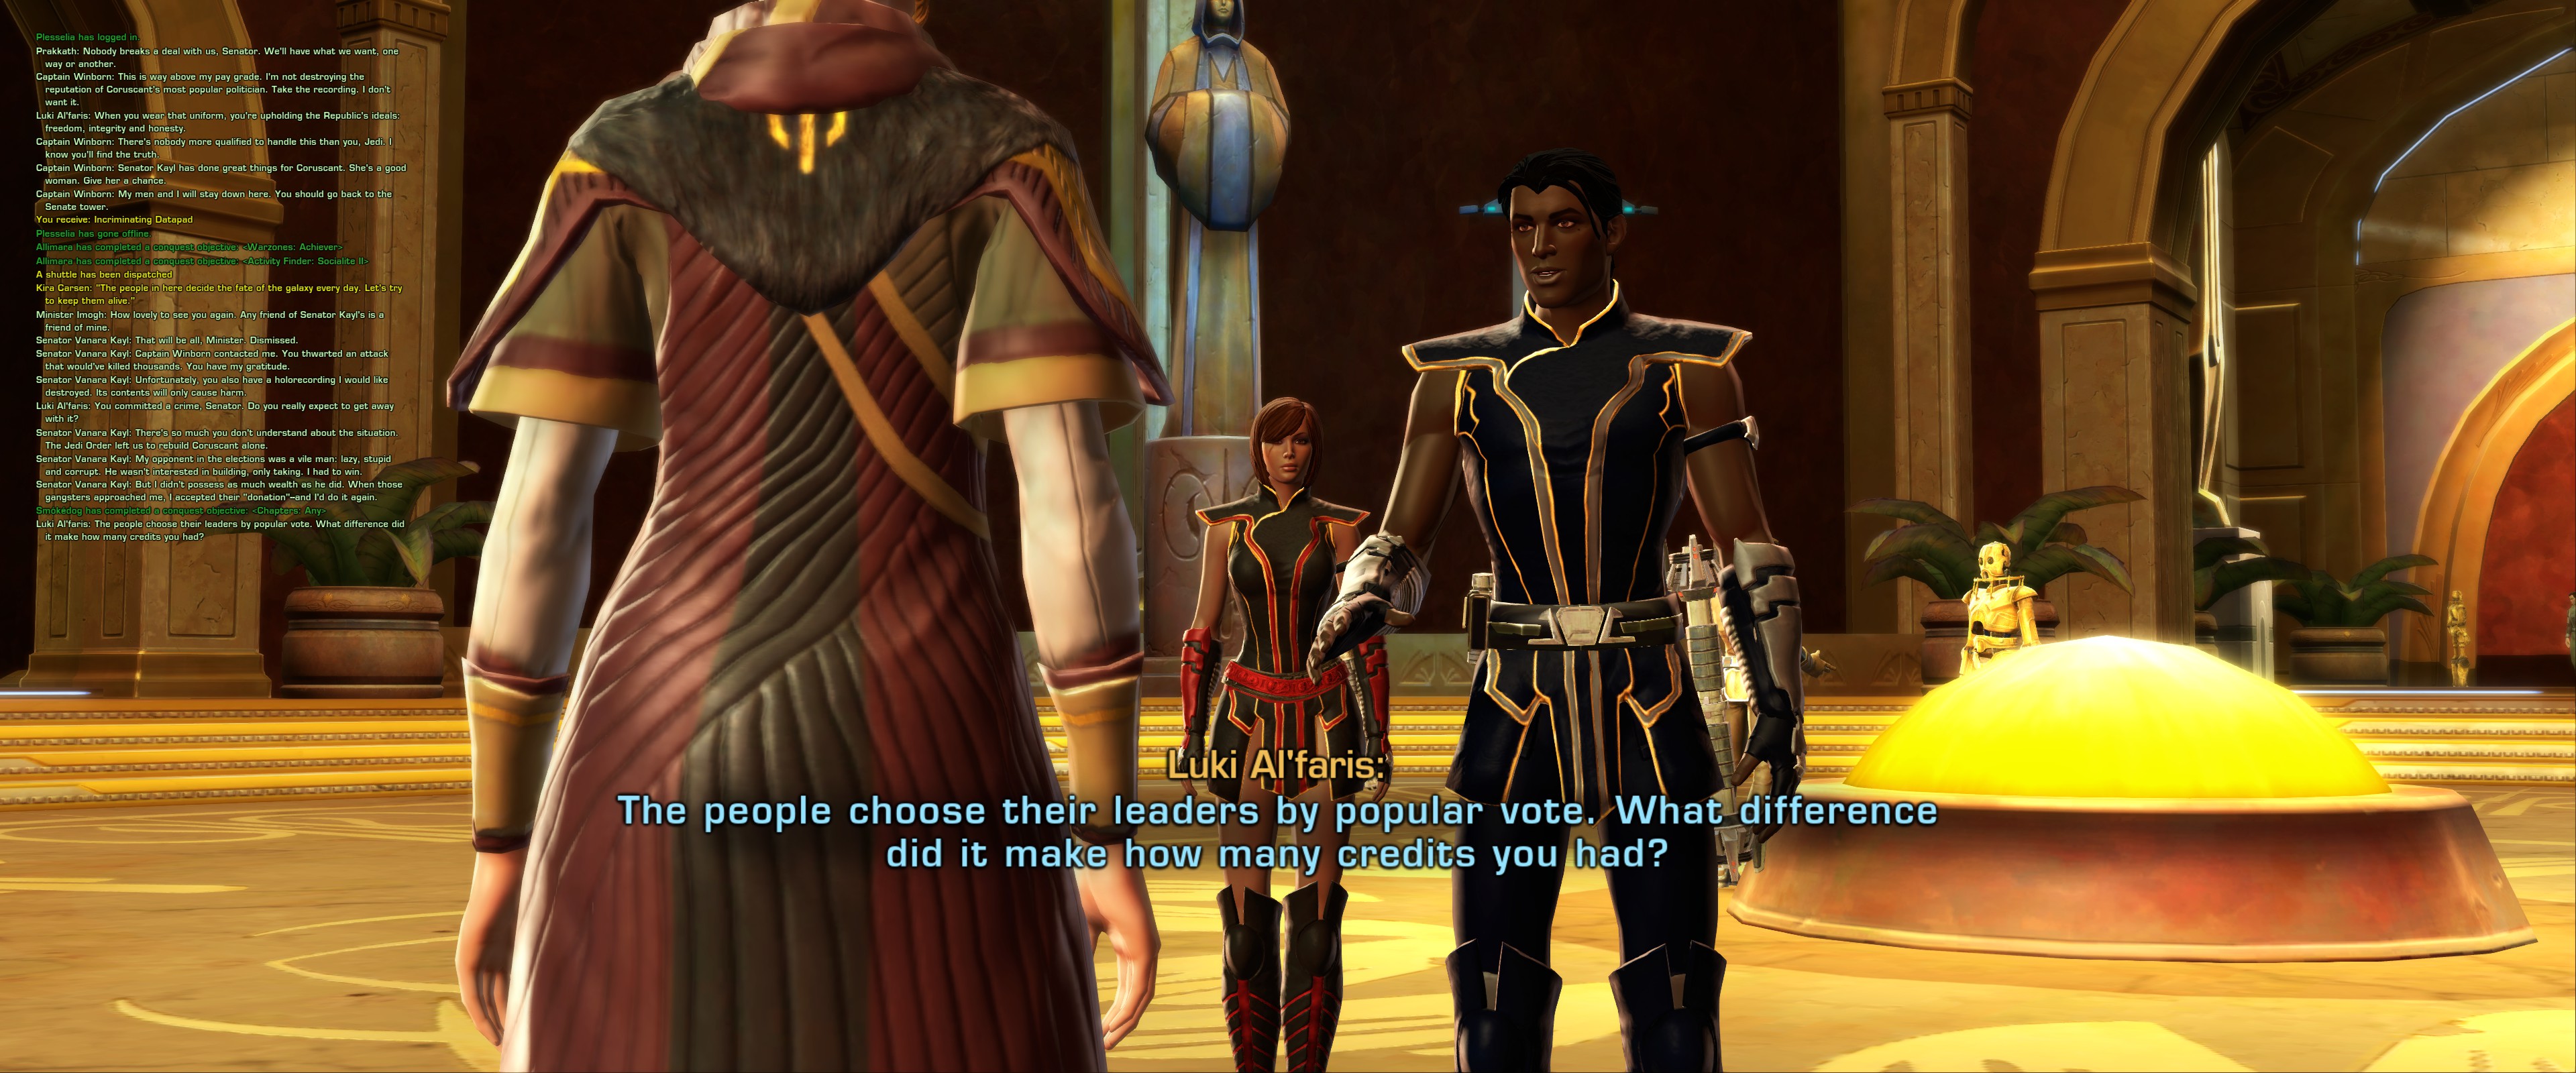 Plesselia has logged in.
Prakkath: Nobody breaks a deal with us, Senator. We'll have what we want, one
way or another.
Captain Winborn: This is way above my pay grade. I'm not destroying the
reputation of Coruscant's most popular politician. Take the recording. I don't
want it.
Luki Al'faris: When you wear that uniform, you're upholding the Republic's ideals:
freedom, integrity and honesty.
Captain Winborn: There's nobody more qualified to handle this than you, Jedi. I
know you'll find the truth.
Captain Winborn: Senator Kayl has done great things for Coruscant. She's a good
woman. Give her a chance.
Captain Winborn: My men and I will stay down here. You should go back to the
Senate tower.
You receive: Incriminating Datapad
Plesselia has gone offline.
Allimara has completed a conquest objective: <Warzones: Achiever>
Allimara has completed a conquest objective: <Activity Finder: Socialite II>
A shuttle has been dispatched
Kira Carsen: "The people in here decide the fate of the galaxy every day. Let's try
to keep them alive."
Minister Imogh: How lovely to see you again. Any friend of Senator Kayl's is a
friend of mine.
Senator Vanara Kayl: That will be all, Minister. Dismissed.
Senator Vanara Kayl: Captain Winborn contacted me. You thwarted an attack
that would've killed thousands. You have my gratitude.
Senator Vanara Kayl: Unfortunately, you also have a holorecording I would like
destroyed. Its contents will only cause harm.
Luki Al'faris: You committed a crime, Senator. Do you really expect to get away
with it?
Senator Vanara Kayl: There's so much you don't understand about the situation.
The Jedi Order left us to rebuild Coruscant alone.
Senator Vanara Kayl: My opponent in the elections was a vile man: lazy, stupid
and corrupt. He wasn't interested in building, only taking. I had to win.
Senator Vanara Kayl: But I didn't possess as much wealth as he did. When those
gangsters approached me, I accepted their "donation"—and I'd do it again.
Smokedog has completed a conquest objective: <Chapters: Any>
Luki Al'faris: The people choose their leaders by popular vote. What difference did
it make how many credits you had?
Luki Al'faris:
The people choose their leaders by popular vote. What difference
did it make how many credits you had?